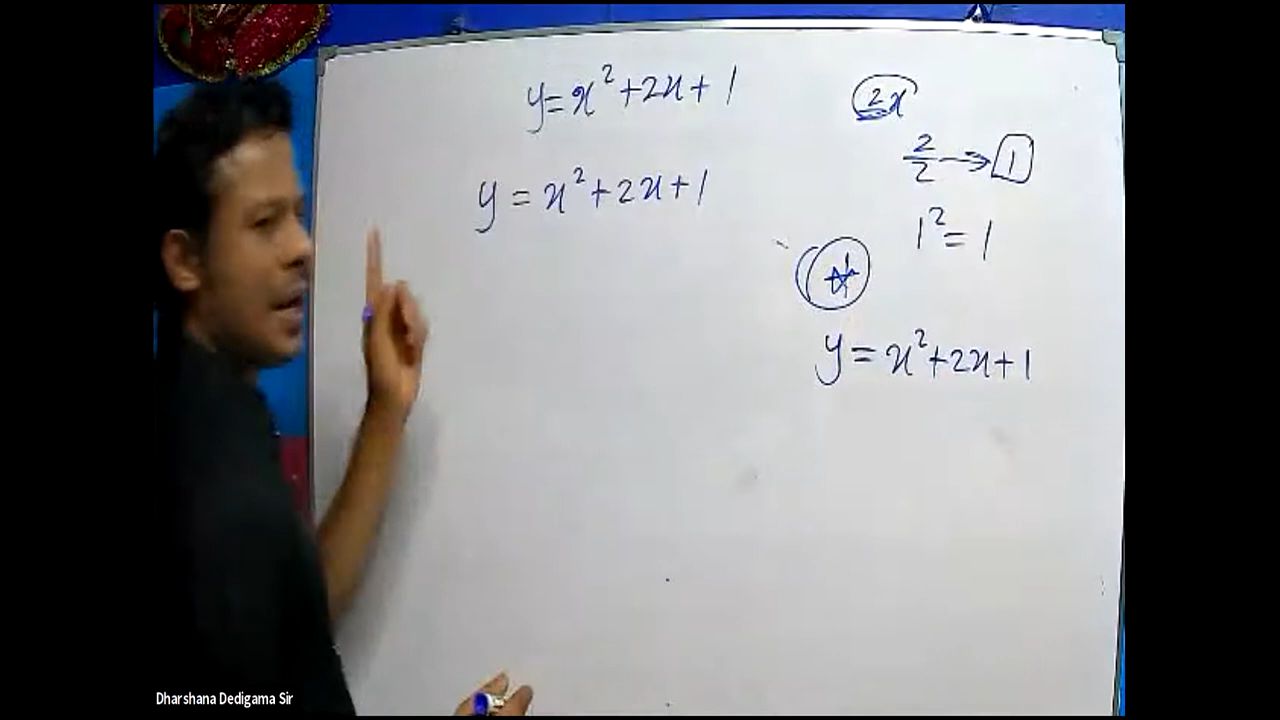 y = x² + 2x + 1
y = x² + 2x + 1
2x
2/2 → 1
1² = 1
y = x² + 2x + 1
Dharshana Dedigama Sir